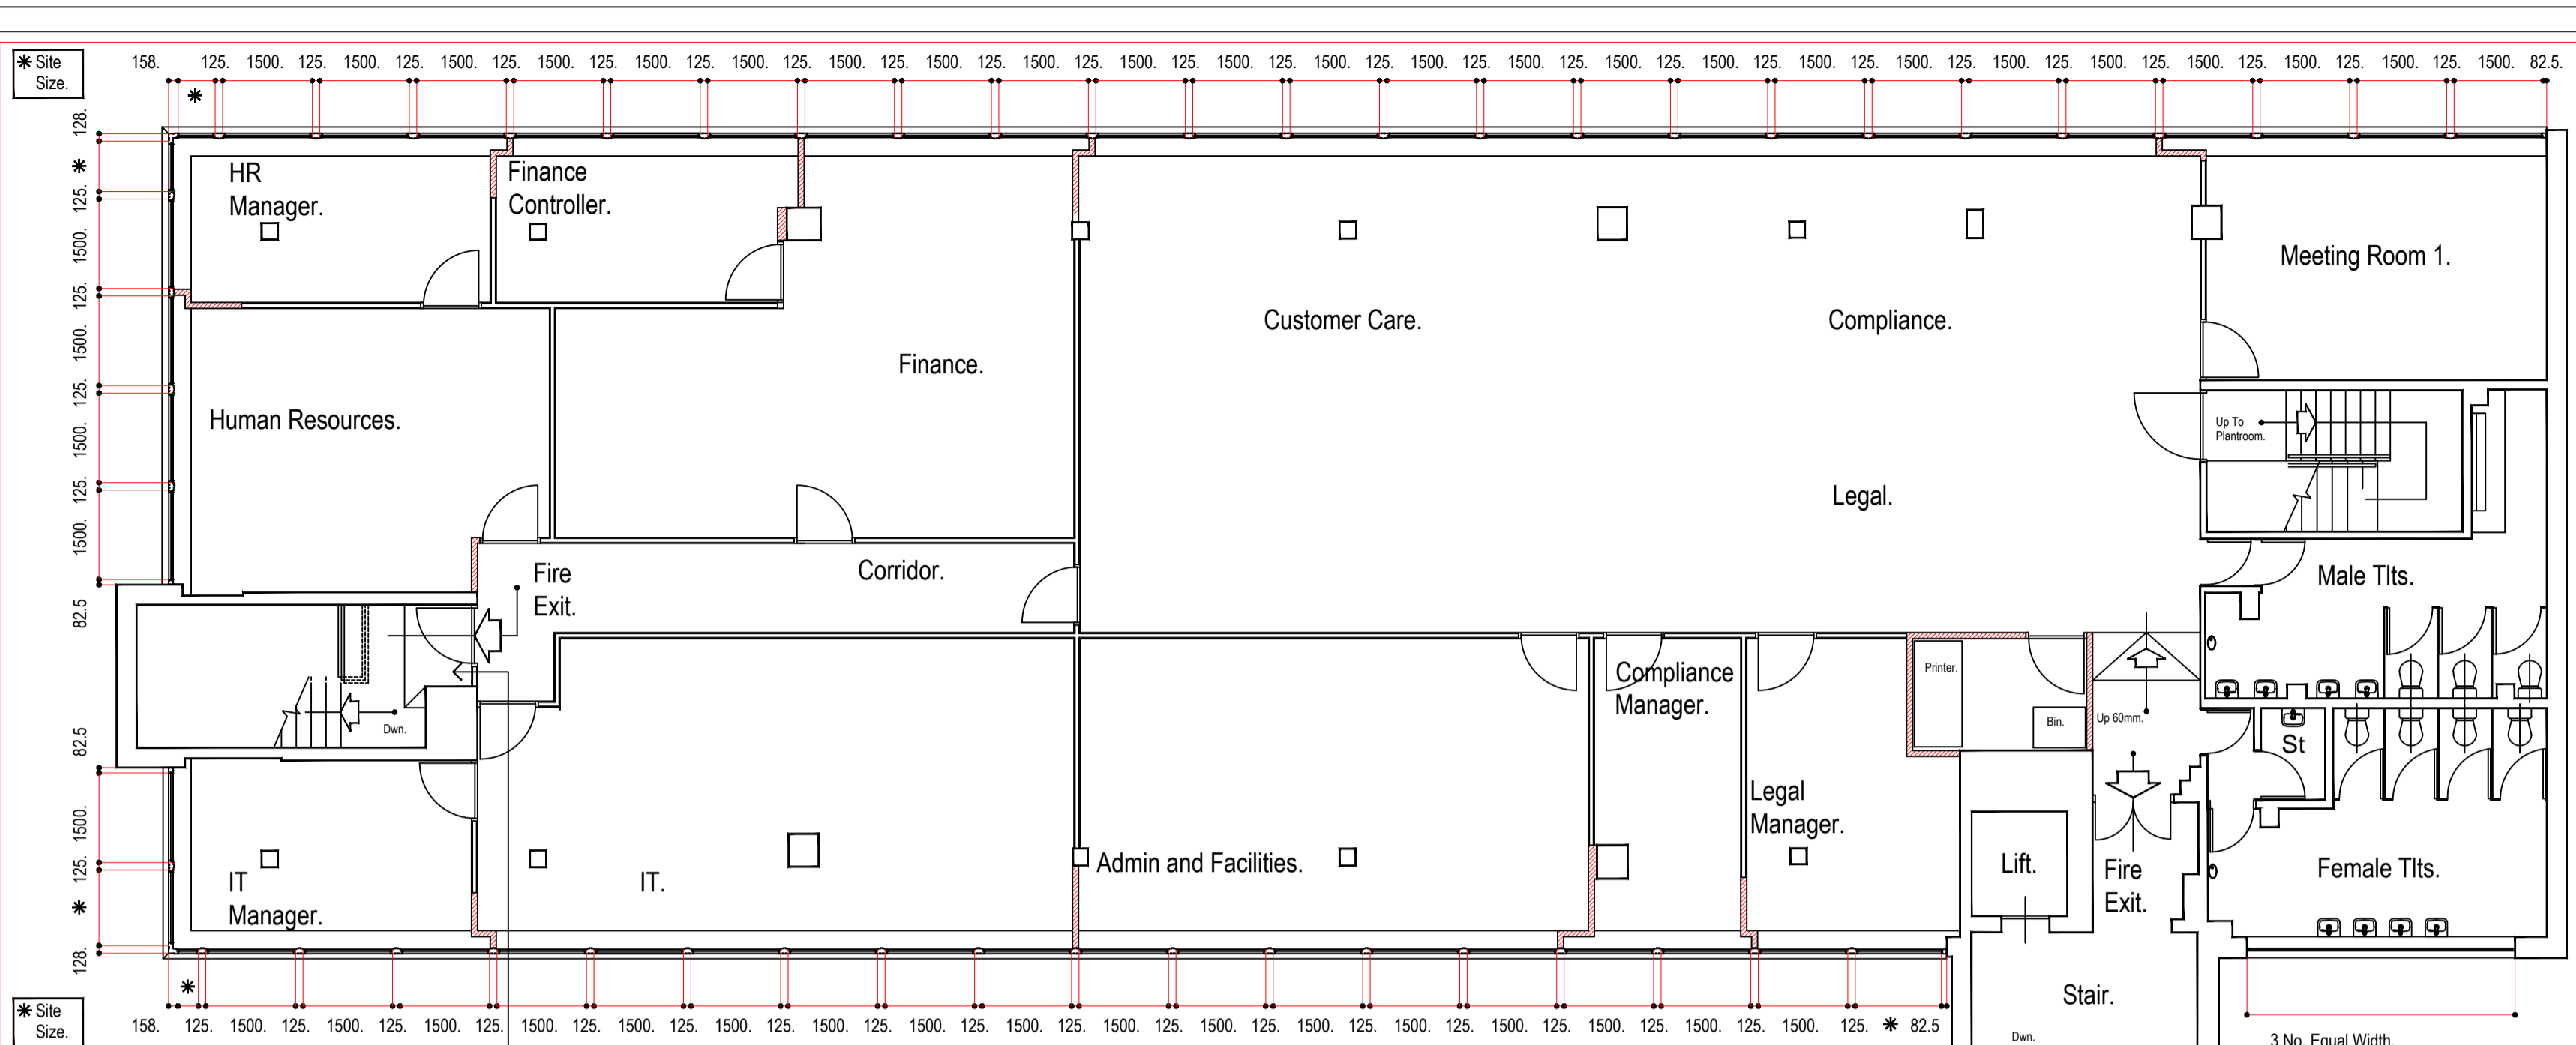 ✱ Site
Size.
158. 125. 1500. 125. 1500. 125. 1500. 125. 1500. 125. 1500. 125. 1500. 125. 1500. 125. 1500. 125. 1500. 125. 1500. 125. 1500. 125. 1500. 125. 1500. 125. 1500. 125. 1500. 125. 1500. 125. 1500. 125. 1500. 125. 1500. 125. 1500. 125. 1500. 125. 1500. 125. 1500. 125. 1500. 82.5.
✱
128.
✱
125.
1500.
125.
1500.
125.
1500.
125.
1500.
82.5
82.5
1500.
125.
✱
128.
HR
Manager.
Finance
Controller.
Meeting Room 1.
Customer Care.
Compliance.
Finance.
Human Resources.
Up To
Plantroom.
Legal.
Fire
Exit.
Corridor.
Male Tlts.
Printer.
Compliance
Manager.
Bin.
Up 60mm.
Dwn.
St
Legal
Manager.
Lift.
Fire
Exit.
Female Tlts.
IT
Manager.
IT.
Admin and Facilities.
✱
Stair.
✱ Site
Size.
158. 125. 1500. 125. 1500. 125. 1500. 125. 1500. 125. 1500. 125. 1500. 125. 1500. 125. 1500. 125. 1500. 125. 1500. 125. 1500. 125. 1500. 125. 1500. 125. 1500. 125. 1500. 125. 1500. 125. 1500. 125. ✱ 82.5
Dwn.
3 No. Equal Width.